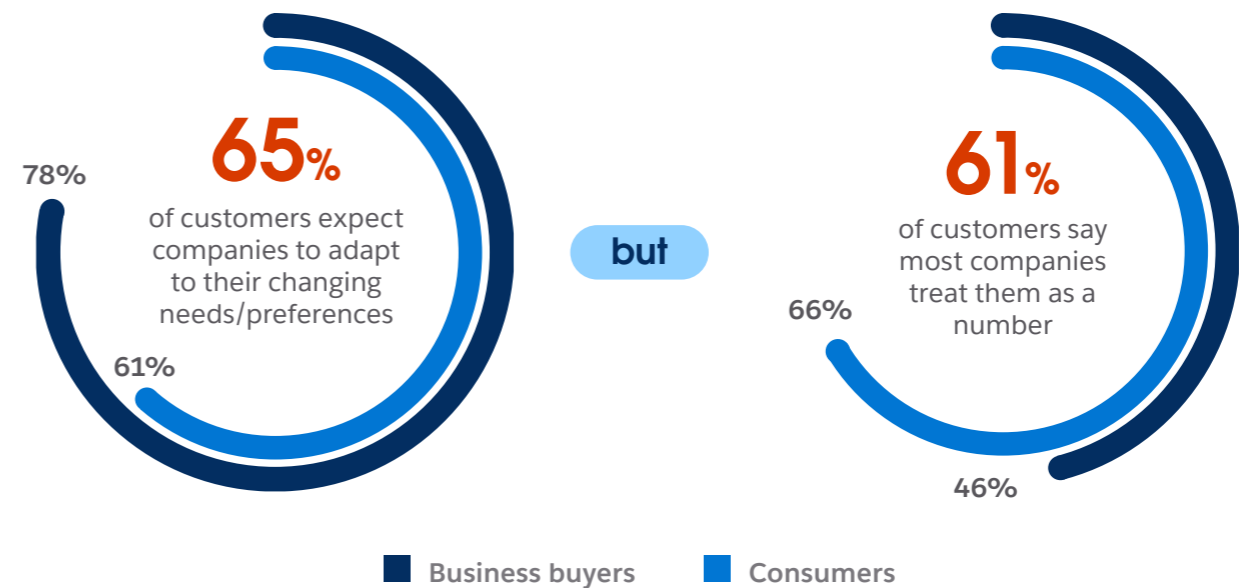 65%
of customers expect
companies to adapt
to their changing
needs/preferences
78%
61%
but
61%
of customers say
most companies
treat them as a
number
66%
46%
Business buyers
Consumers